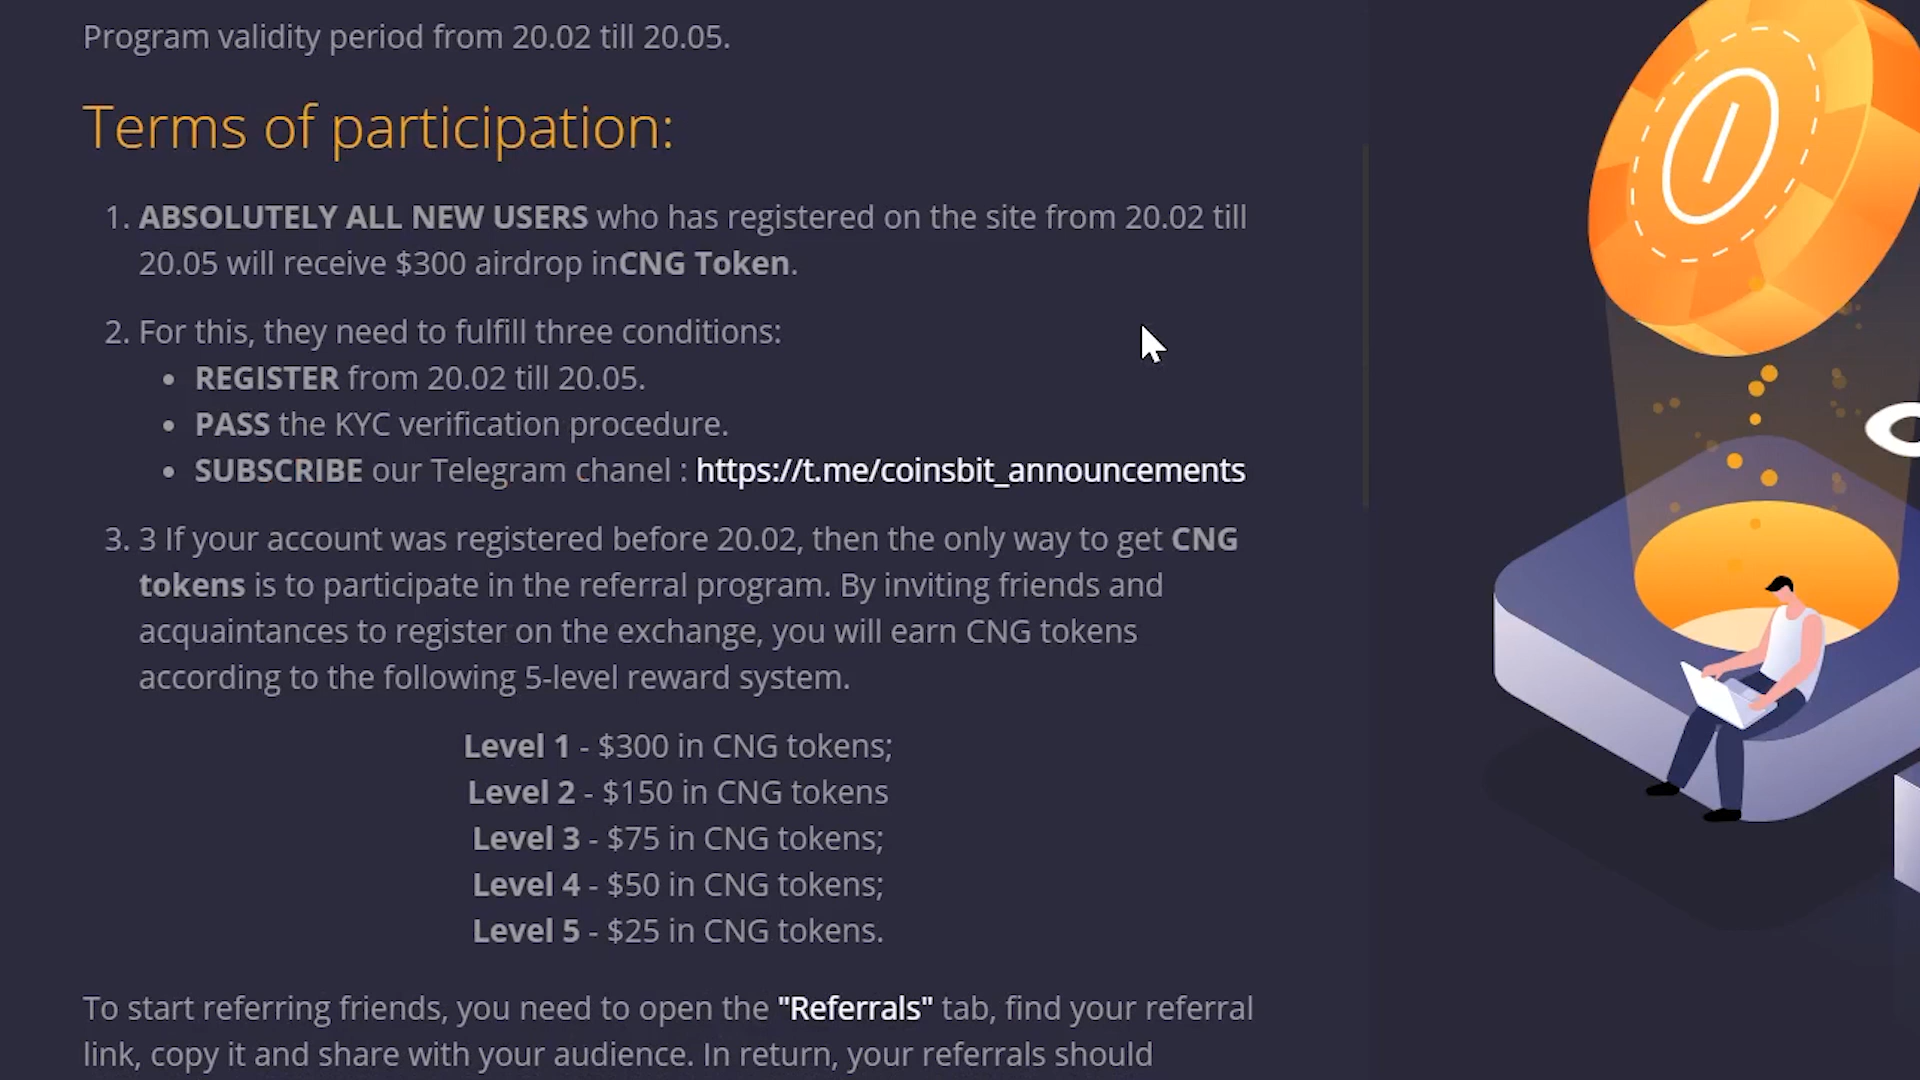 Program validity period from 20.02 till 20.05.
Terms of participation:
1. ABSOLUTELY ALL NEW USERS who has registered on the site from 20.02 till
20.05 will receive $300 airdrop inCNG Token.
2. For this, they need to fulfill three conditions:
• REGISTER from 20.02 till 20.05.
• PASS the KYC verification procedure.
• SUBSCRIBE our Telegram chanel : https://t.me/coinsbit_announcements
3. 3 If your account was registered before 20.02, then the only way to get CNG
tokens is to participate in the referral program. By inviting friends and
acquaintances to register on the exchange, you will earn CNG tokens
according to the following 5-level reward system.
Level 1 - $300 in CNG tokens;
Level 2 - $150 in CNG tokens
Level 3 - $75 in CNG tokens;
Level 4 - $50 in CNG tokens;
Level 5 - $25 in CNG tokens.
To start referring friends, you need to open the "Referrals" tab, find your referral
link, copy it and share with your audience. In return, your referrals should